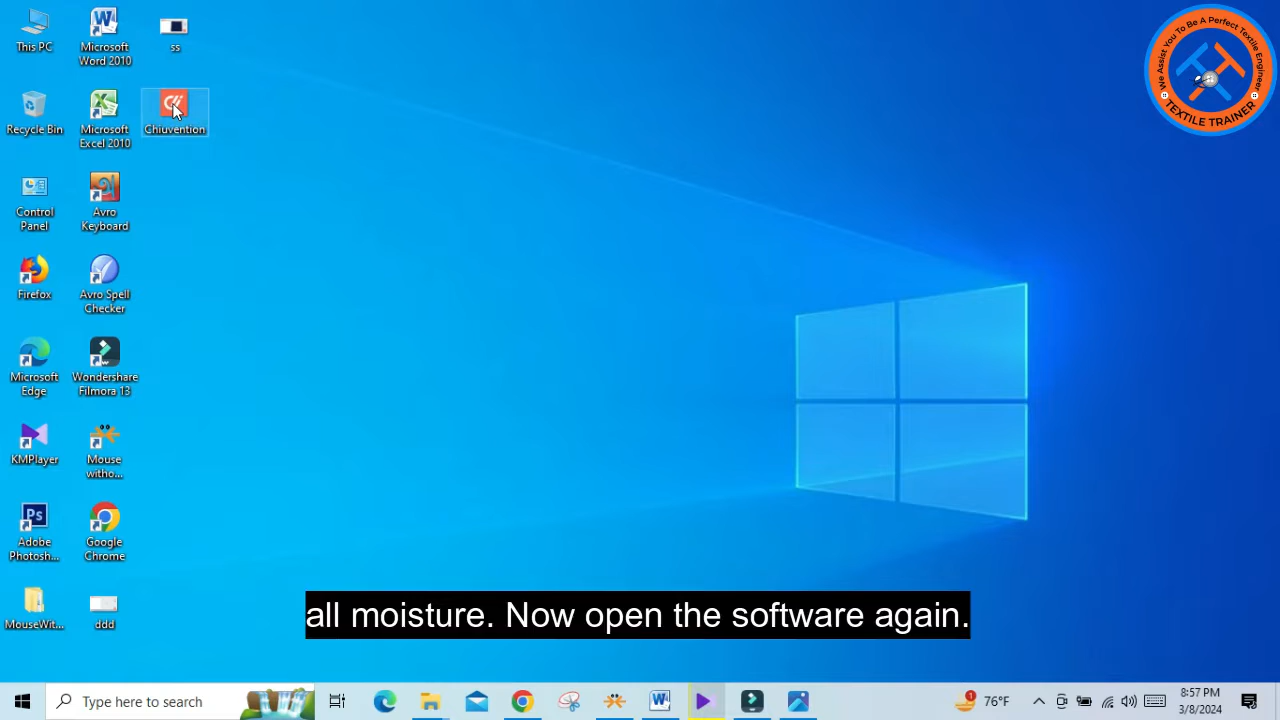 This PC
Microsoft
Word 2010
ss
Recycle Bin
Microsoft
Excel 2010
Chiuvention
Control
Panel
Avro
Keyboard
Firefox
Avro Spell
Checker
Microsoft
Edge
Wondershare
Filmora 13
KMPlayer
Mouse
witho...
Ps
Adobe
Photosh...
Google
Chrome
MouseWit...
ddd
We Assist You To Be A Perfect Textile Engineer
TEXTILE TRAINER
all moisture. Now open the software again.
Type here to search
1
76°F
8:57 PM
3/8/2024